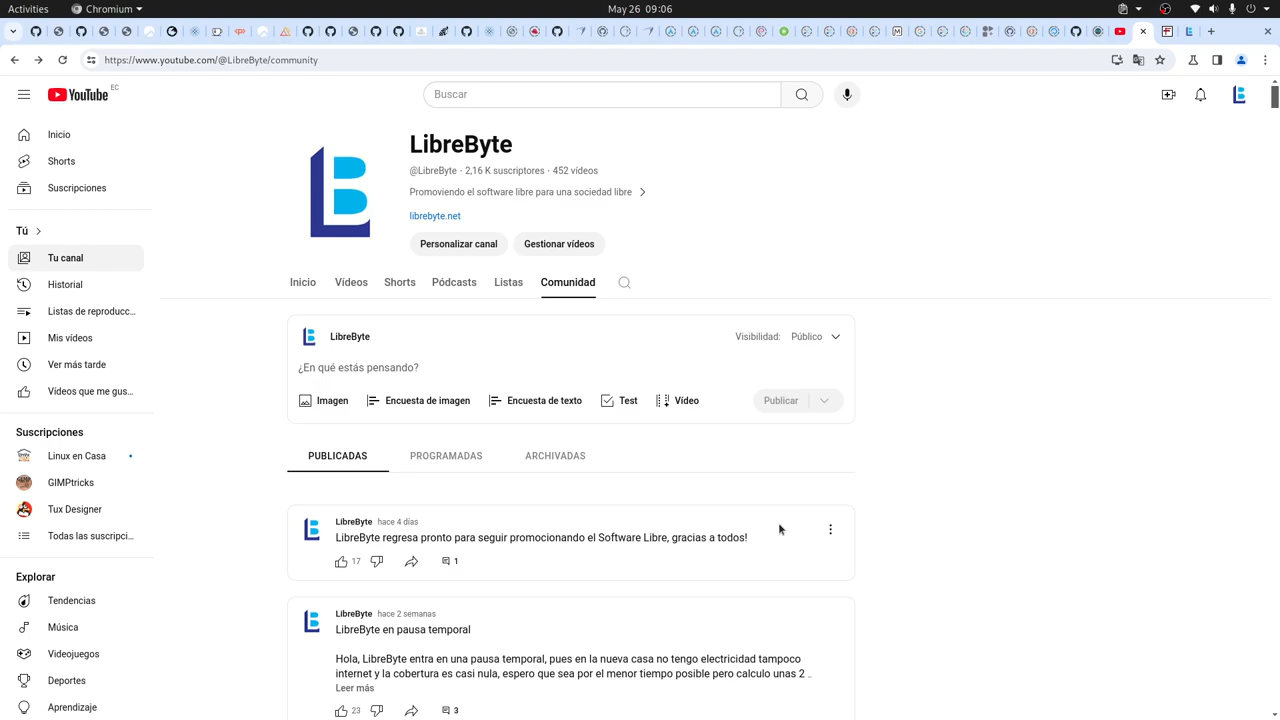 Activities
Chromium
May 26 09:06
https://www.youtube.com/@LibreByte/community
YouTube
EC
Buscar
Inicio
Shorts
Suscripciones
Tú
Tu canal
Historial
Listas de reproducc...
Mis vídeos
Ver más tarde
Vídeos que me gus...
Suscripciones
Linux en Casa
GIMPtricks
Tux Designer
Todas las suscripci...
Explorar
Tendencias
Música
Videojuegos
Deportes
Aprendizaje
LibreByte
@LibreByte · 2,16 K suscriptores · 452 vídeos
Promoviendo el software libre para una sociedad libre
librebyte.net
Personalizar canal
Gestionar vídeos
Inicio
Vídeos
Shorts
Pódcasts
Listas
Comunidad
LibreByte
Visibilidad: Público
¿En qué estás pensando?
Imagen
Encuesta de imagen
Encuesta de texto
Test
Vídeo
Publicar
PUBLICADAS
PROGRAMADAS
ARCHIVADAS
LibreByte hace 4 días
LibreByte regresa pronto para seguir promocionando el Software Libre, gracias a todos!
17
1
LibreByte hace 2 semanas
LibreByte en pausa temporal
Hola, LibreByte entra en una pausa temporal, pues en la nueva casa no tengo electricidad tampoco
internet y la cobertura es casi nula, espero que sea por el menor tiempo posible pero calculo unas 2 ..
Leer más
23
3